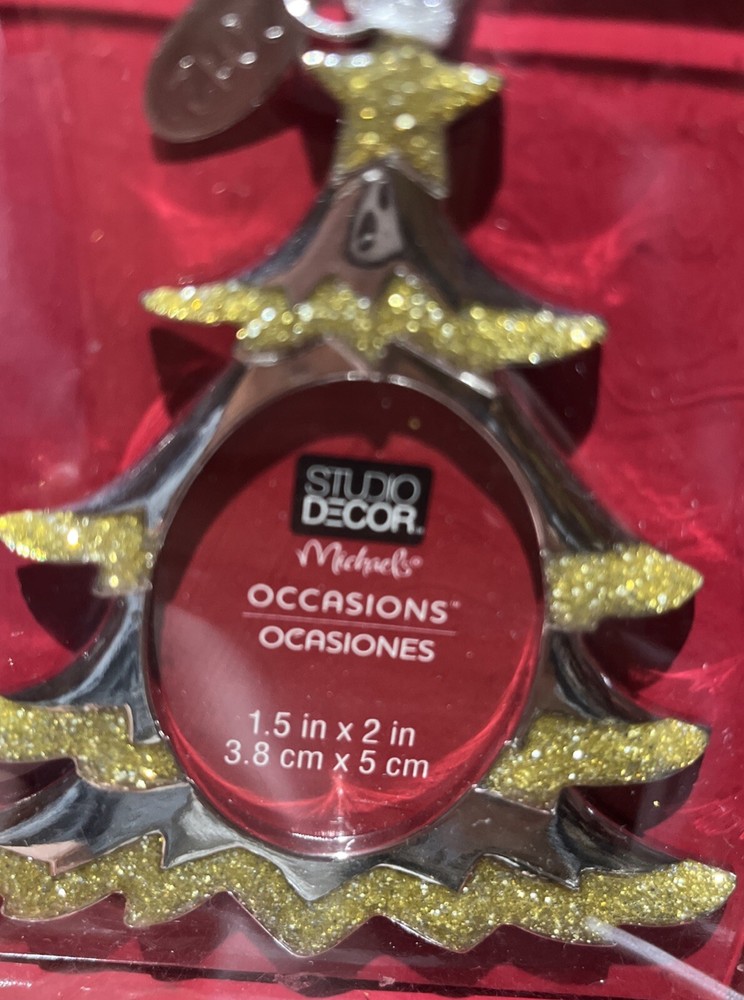 STUDIO
DECOR®
Michaels®
OCCASIONS™
OCASIONES
1.5 in x 2 in
3.8 cm x 5 cm